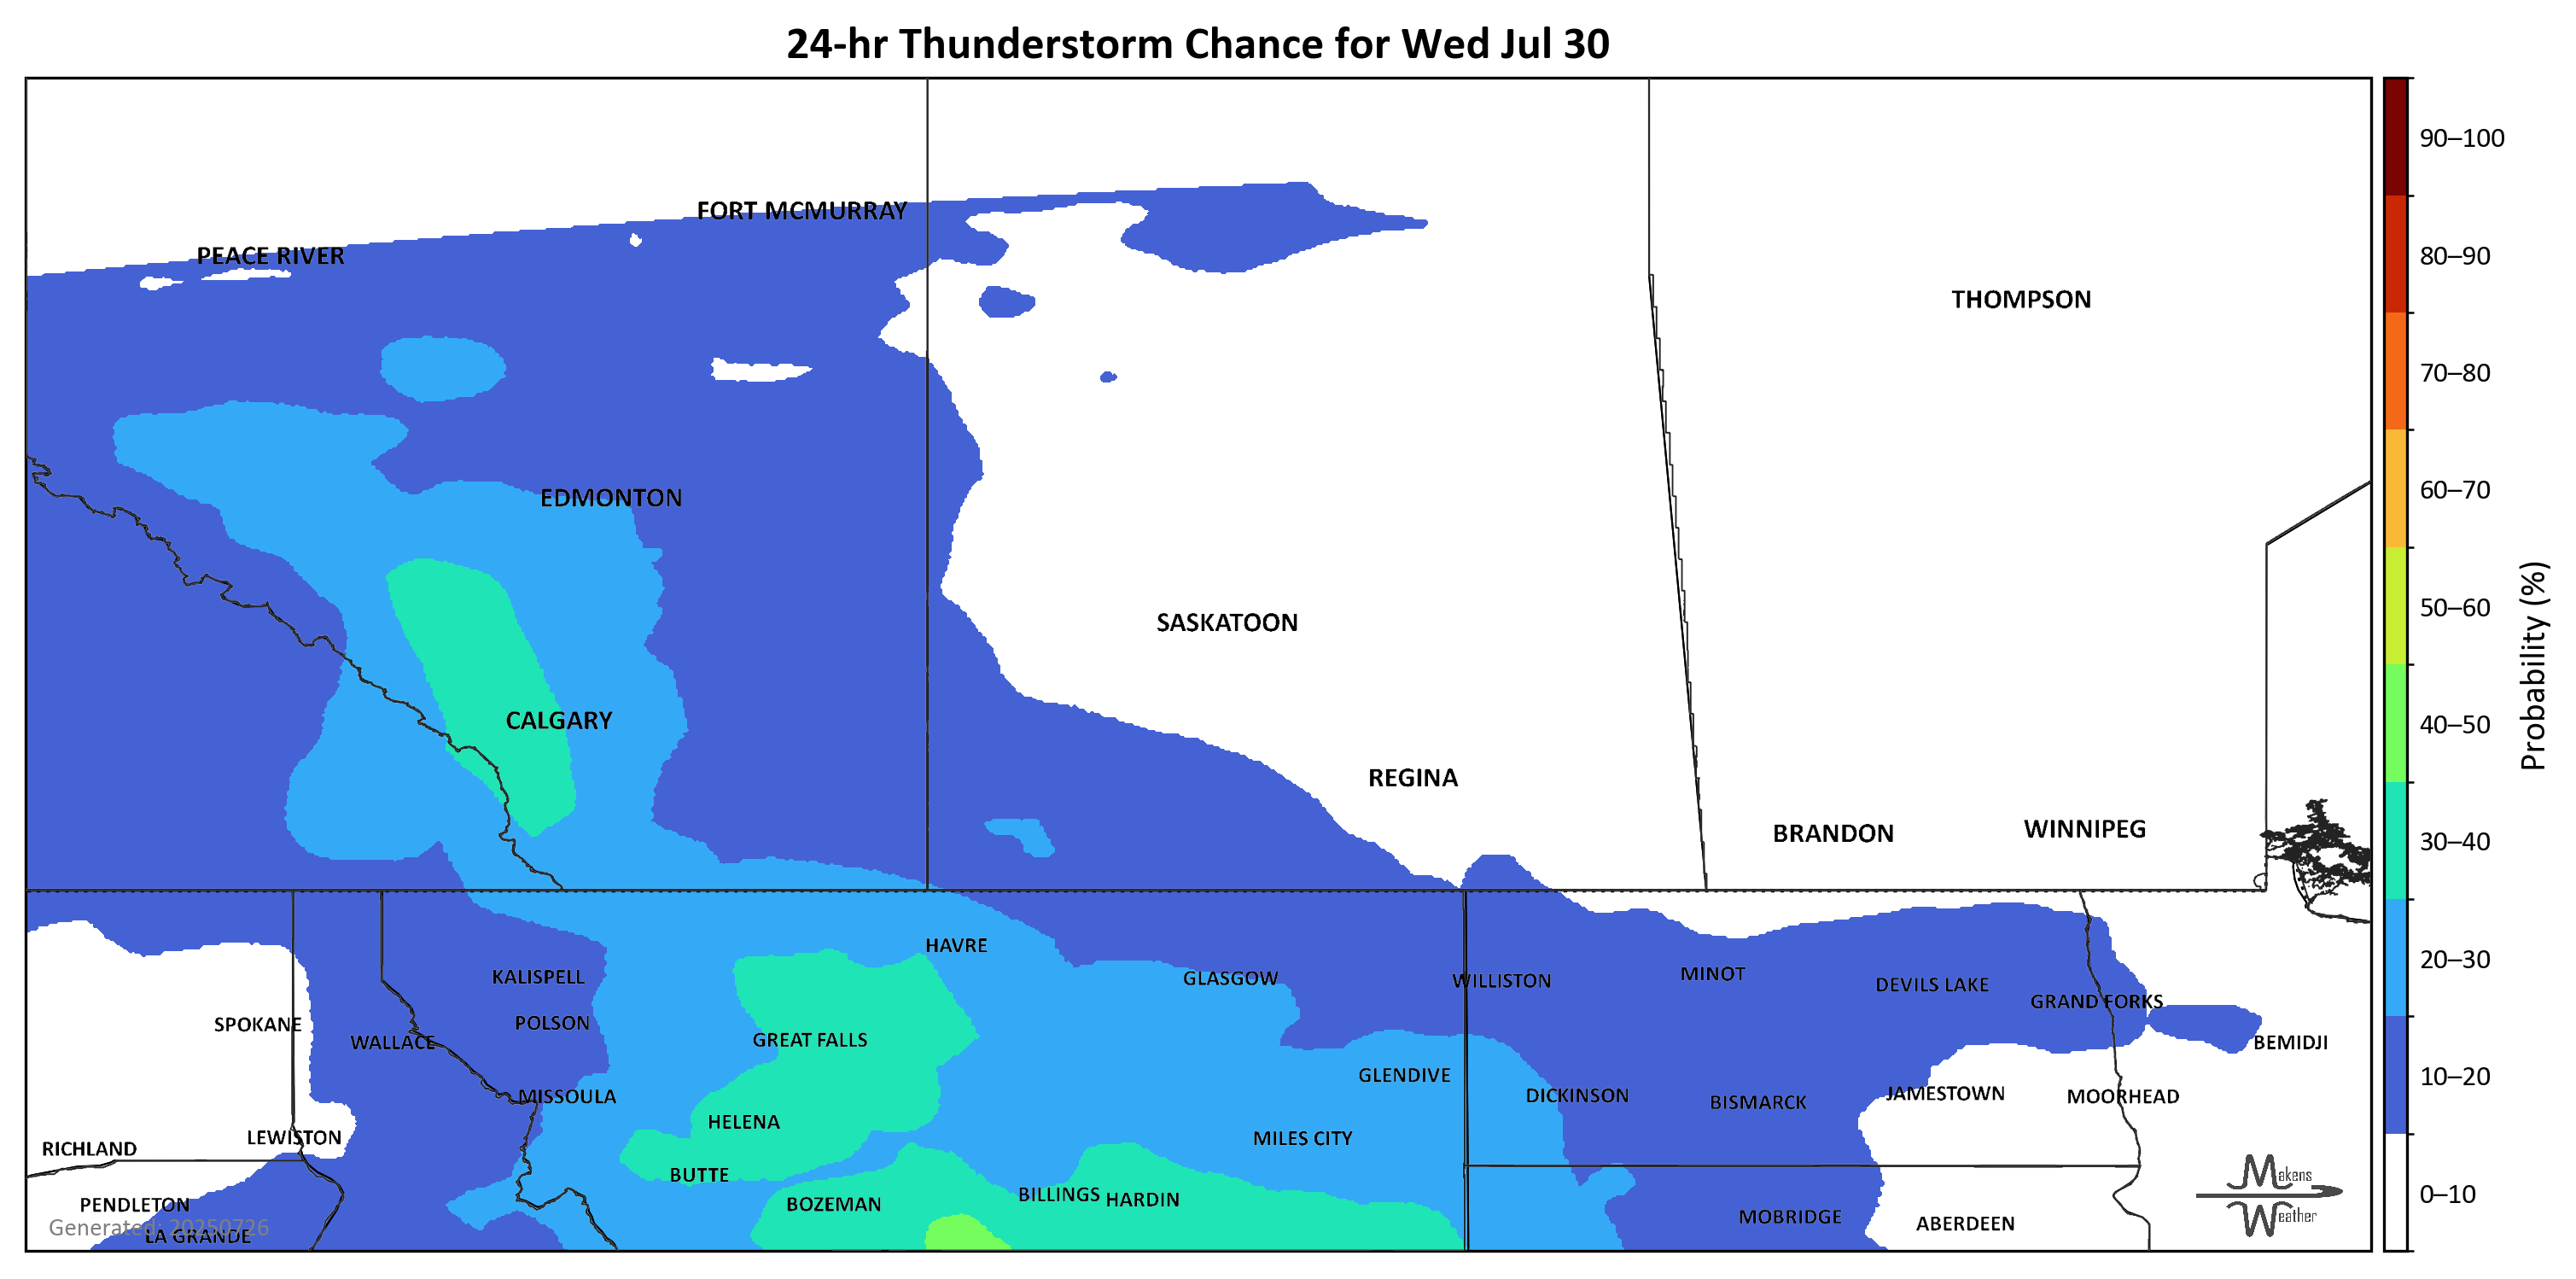 24-hr Thunderstorm Chance for Wed Jul 30
90–100
FORT MCMURRAY
PEACE RIVER
80–90
THOMPSON
70–80
EDMONTON
60–70
SASKATOON
50–60
CALGARY
40–50
Probability (%)
REGINA
BRANDON
WINNIPEG
30–40
HAVRE
20–30
KALISPELL
GLASGOW
WILLISTON
MINOT
DEVILS LAKE
GRAND FORKS
SPOKANE
POLSON
WALLACE
GREAT FALLS
BEMIDJI
GLENDIVE
10–20
MISSOULA
DICKINSON
BISMARCK
JAMESTOWN
MOORHEAD
HELENA
LEWISTON
MILES CITY
RICHLAND
BUTTE
BILLINGS
HARDIN
0–10
PENDLETON
BOZEMAN
MOBRIDGE
ABERDEEN
Generated: 20250726
LA GRANDE
Makens
Weather